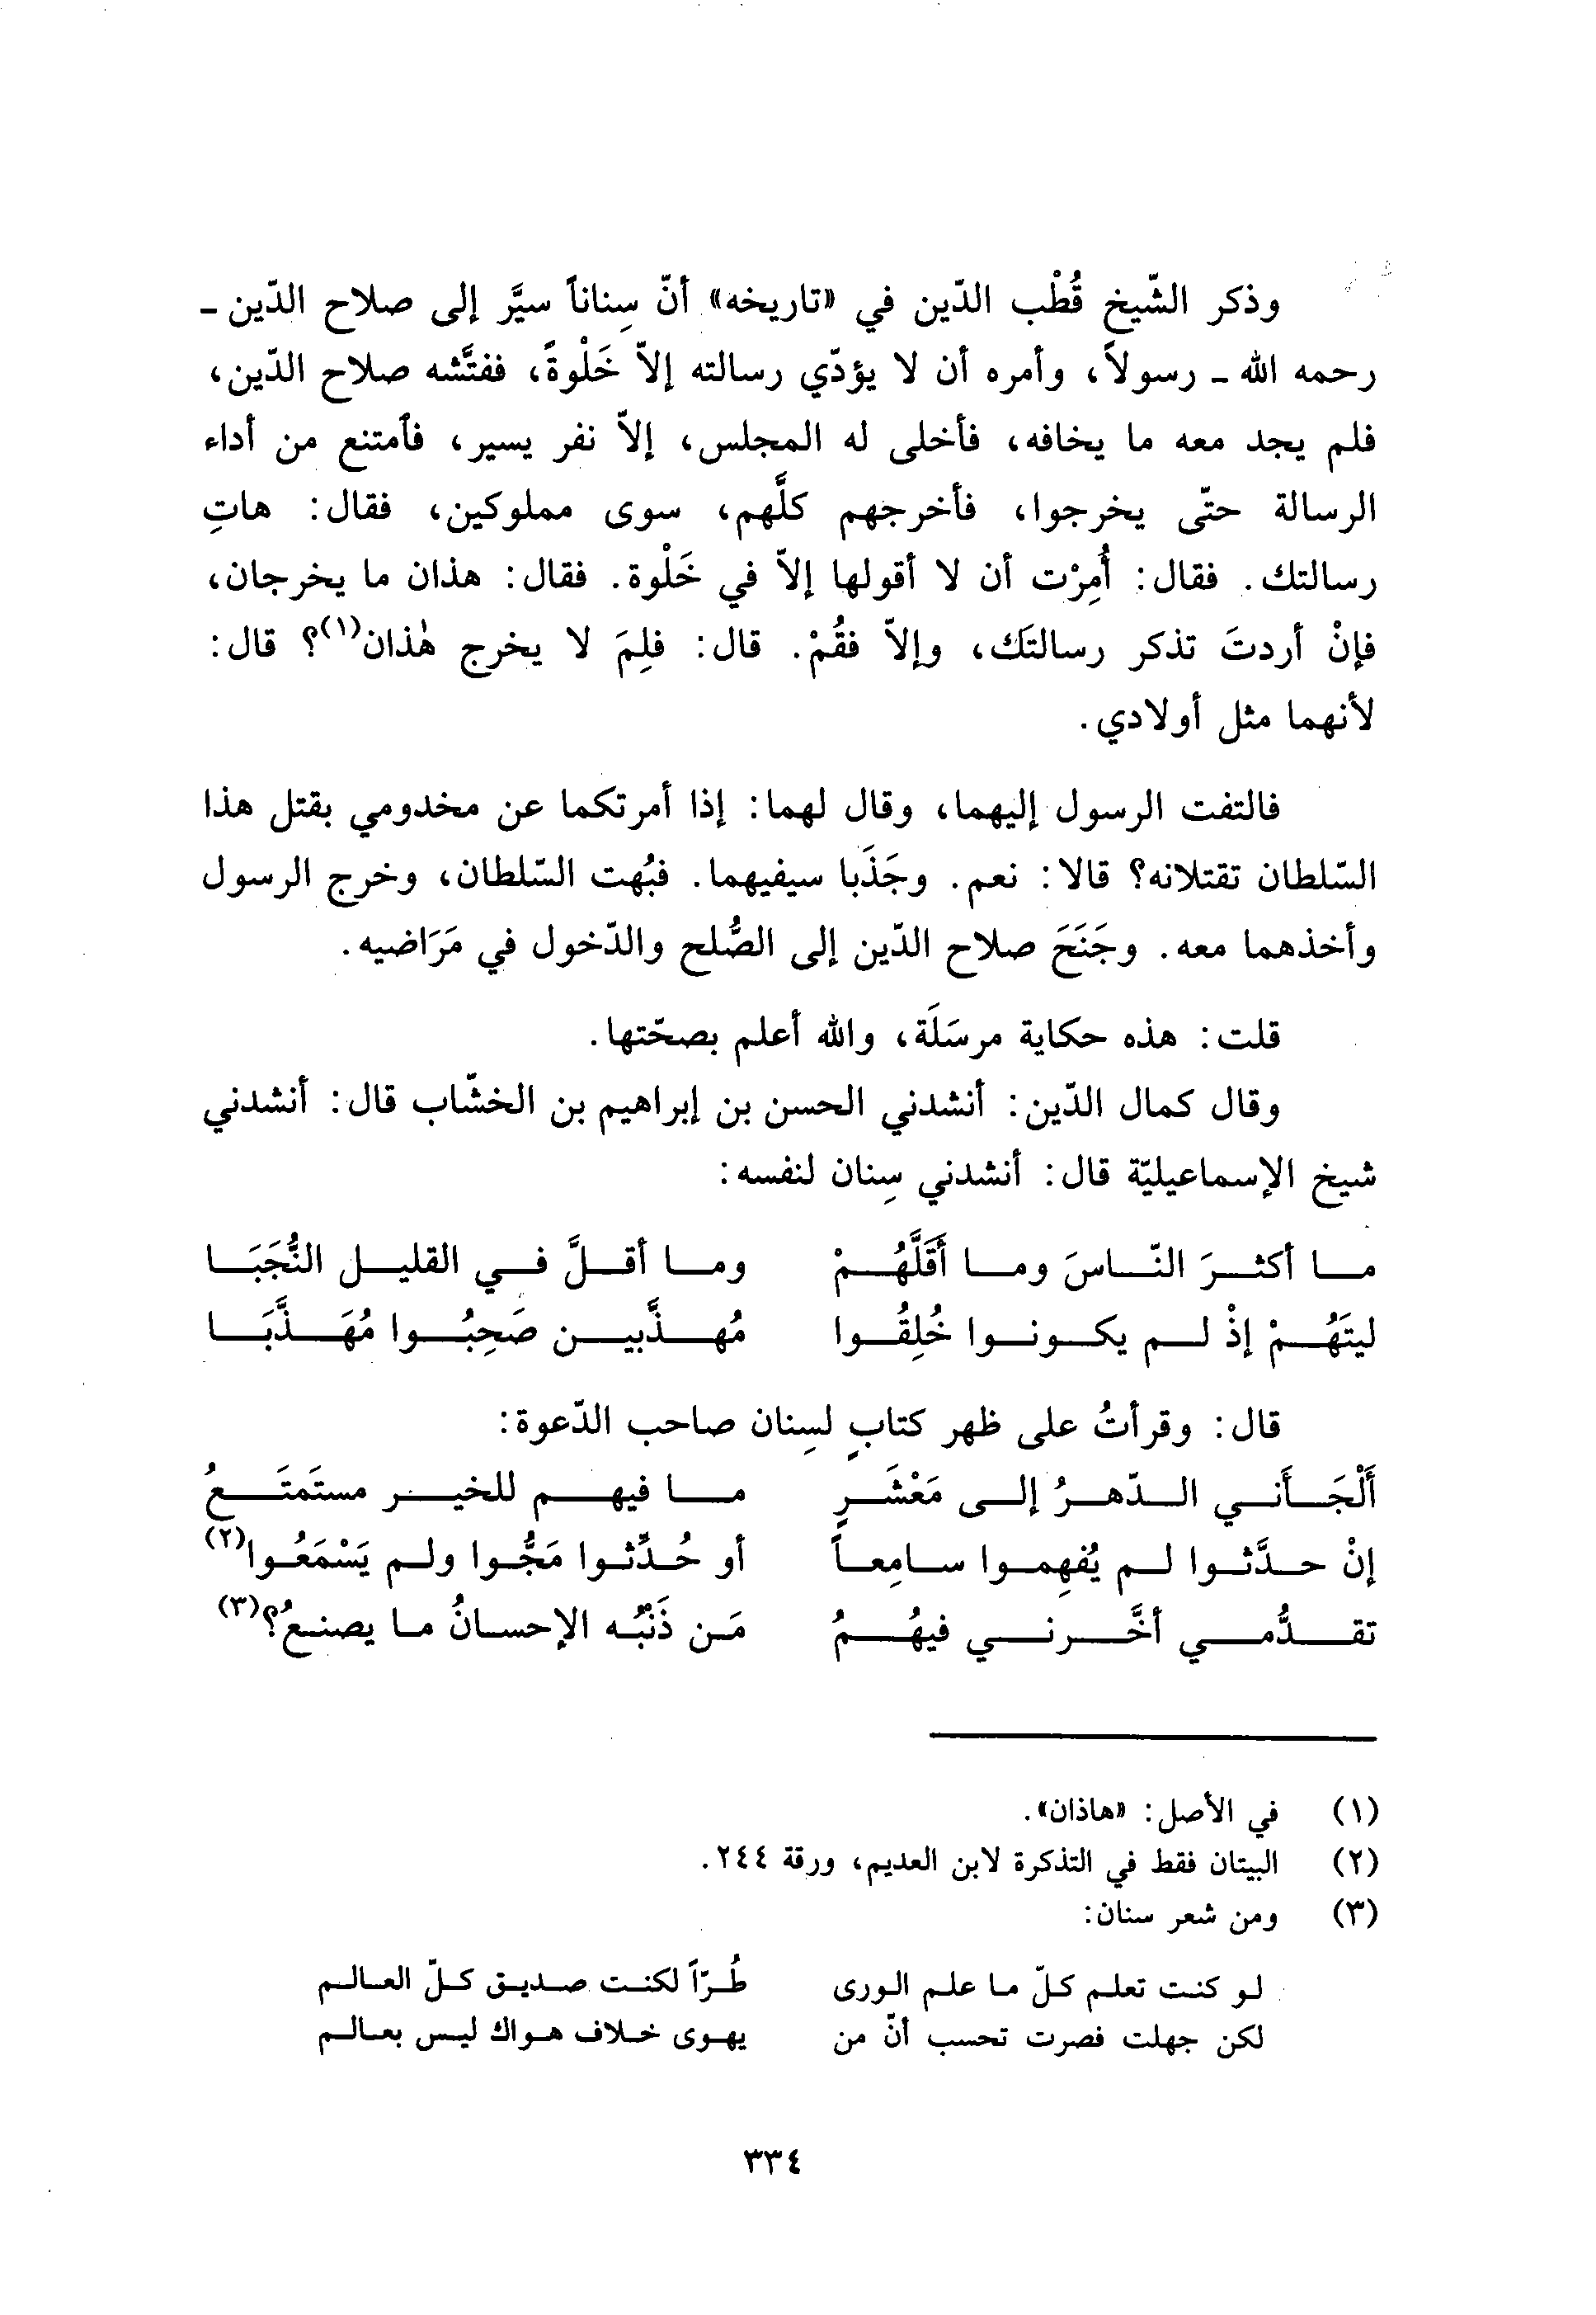 وذكر الشّيخ قُطْب الدّين في «تاريخه» أنّ سِناناً سيَّر إلى صلاح الدّين -
رحمه الله - رسولاً، وأمره أن لا يؤدّي رسالته إلاّ خَلْوةً، ففتَّشه صلاح الدّين،
فلم يجد معه ما يخافه، فأخلى له المجلس، إلاّ نفر يسير، فأمتنع من أداء
الرسالة حتّى يخرجوا، فأخرجهم كلَّهم، سوى مملوكين، فقال: هاتِ
رسالتك. فقال: أُمِرْت أن لا أقولها إلاّ في خَلْوة. فقال: هذان ما يخرجان،
فإنْ أردتَ تذكر رسالتَك، وإلاّ فقُمْ. قال: فلِمَ لا يخرج هٰذان(١)؟ قال:
لأنهما مثل أولادي.
فالتفت الرسول إليهما، وقال لهما: إذا أمرتكما عن مخدومي بقتل هذا
السّلطان تقتلانه؟ قالا: نعم. وجَذَبا سيفيهما. فبُهت السّلطان، وخرج الرسول
وأخذهما معه. وجَنَحَ صلاح الدّين إلى الصُّلح والدّخول في مَرَاضيه.
قلت: هذه حكاية مرسَلَة، والله أعلم بصحّتها.
وقال كمال الدّين: أنشدني الحسن بن إبراهيم بن الخشّاب قال: أنشدني
شيخ الإسماعيليّة قال: أنشدني سِنان لنفسه:
مـا أكثـرَ النّـاسَ ومـا أَقَلَّهُـمْ ومـا أقـلَّ فـي القليـل النُّجَبَـا
ليتَهُـمْ إذْ لـم يكـونـوا خُلِقُـوا مُهـذَّبيـن صَحِبُـوا مُهَـذَّبَـا
قال: وقرأتُ على ظهر كتابٍ لسِنان صاحب الدّعوة:
أَلْجَـأَنـي الـدّهـرُ إلـى مَعْشَـرٍ مـا فيهـم للخيـر مستَمتَـعُ
إنْ حـدَّثـوا لـم يُفهِمـوا سـامِعـاً أو حُـدِّثـوا مَجُّـوا ولـم يَسْمَعُـوا(٢)
تقـدُّمـي أخَّـرنـي فيهُـمُ مَـن ذَنْبُـه الإحسـانُ مـا يصنـعُ؟(٣)
(١) في الأصل: «هاذان».
(٢) البيتان فقط في التذكرة لابن العديم، ورقة ٢٤٤.
(٣) ومن شعر سنان:
لـو كنـت تعلـم كـلّ مـا علـم الـورى طُـرّاً لكنـت صـديـق كـلّ العـالـم
لكن جهلت فصرت تحسب أنّ من يهـوى خـلاف هـواك ليـس بعـالـم
٣٣٤